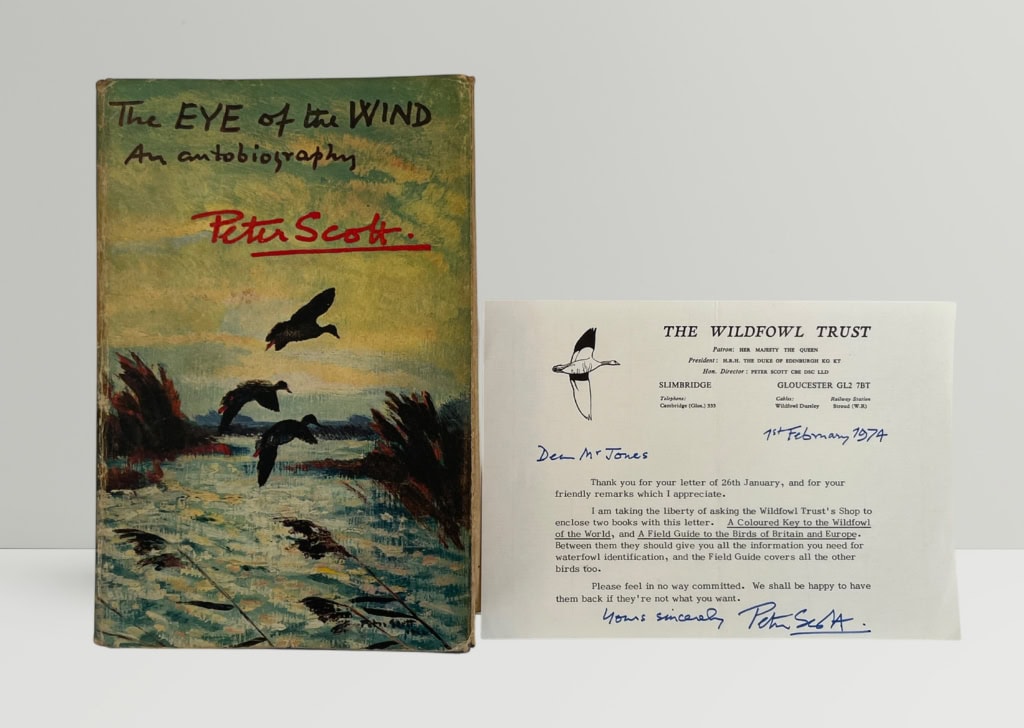 The EYE of the WIND
An autobiography
Peter Scott.
Peter Scott
THE WILDFOWL TRUST
Patron: HER MAJESTY THE QUEEN
President: H.R.H. THE DUKE OF EDINBURGH KG KT
Hon. Director: PETER SCOTT CBE DSC LLD
SLIMBRIDGE GLOUCESTER GL2 7BT
Telephone: Cables: Railway Station
Cambridge (Glos.) 333 Wildfowl Dursley Stroud (W.R)
1st February 1974
Dear Mr Jones
Thank you for your letter of 26th January, and for your
friendly remarks which I appreciate.
I am taking the liberty of asking the Wildfowl Trust's Shop to
enclose two books with this letter. A Coloured Key to the Wildfowl
of the World, and A Field Guide to the Birds of Britain and Europe.
Between them they should give you all the information you need for
waterfowl identification, and the Field Guide covers all the other
birds too.
Please feel in no way committed. We shall be happy to have
them back if they're not what you want.
Yours sincerely Peter Scott.